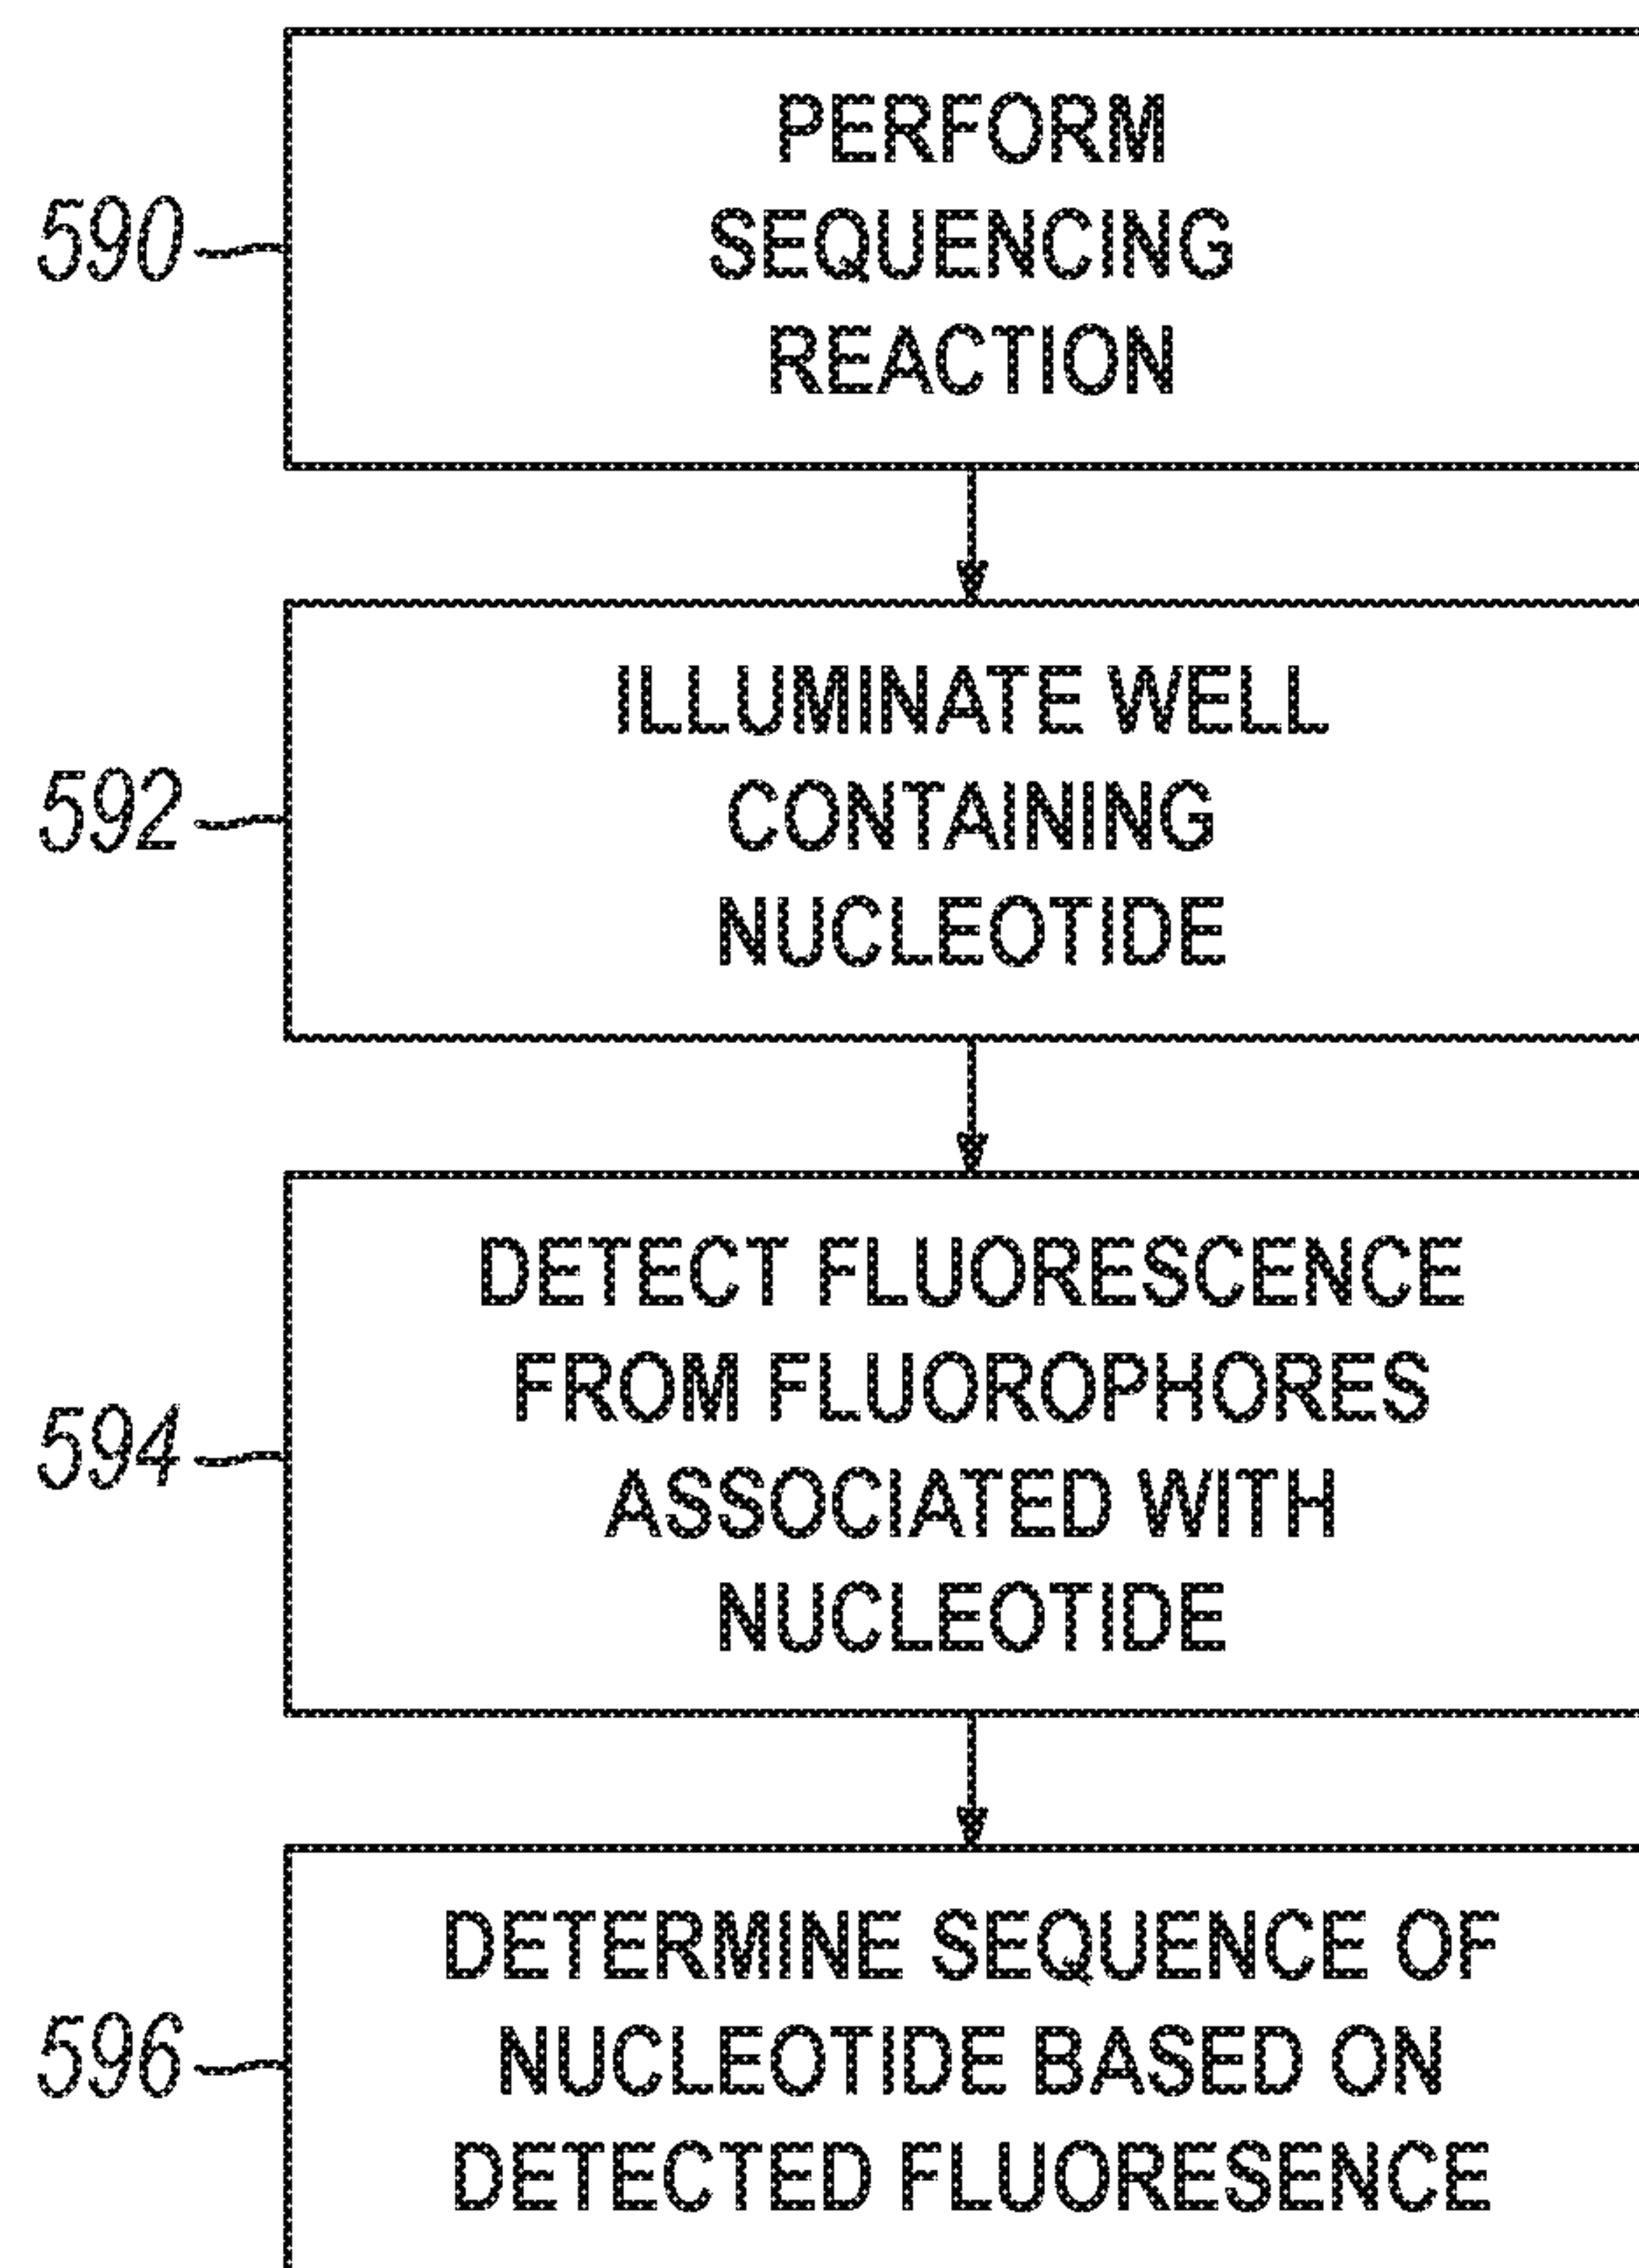 PERFORM
SEQUENCING
REACTION
590
ILLUMINATE WELL
CONTAINING
NUCLEOTIDE
592
DETECT FLUORESCENCE
FROM FLUOROPHORES
ASSOCIATED WITH
NUCLEOTIDE
594
DETERMINE SEQUENCE OF
NUCLEOTIDE BASED ON
DETECTED FLUORESENCE
596